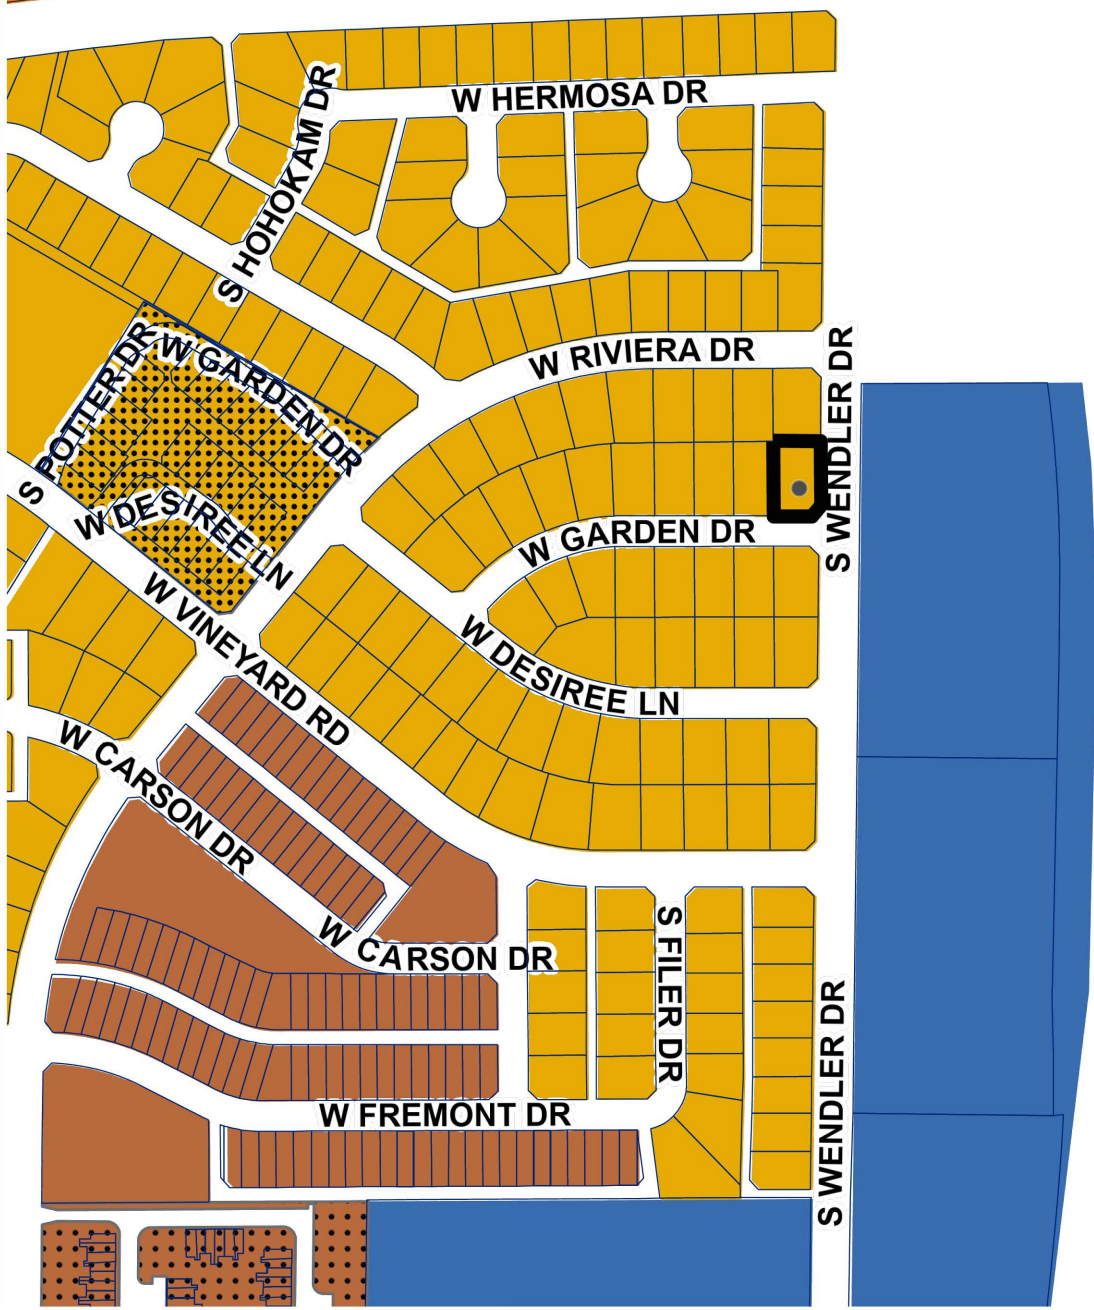 W HERMOSA DR
S HOHOKAM DR
W RIVIERA DR
W GARDEN DR
S POTTER DR
S WENDLER DR
W DESIREE LN
W GARDEN DR
W VINEYARD RD
W DESIREE LN
W CARSON DR
W CARSON DR
S FILER DR
S WENDLER DR
W FREMONT DR